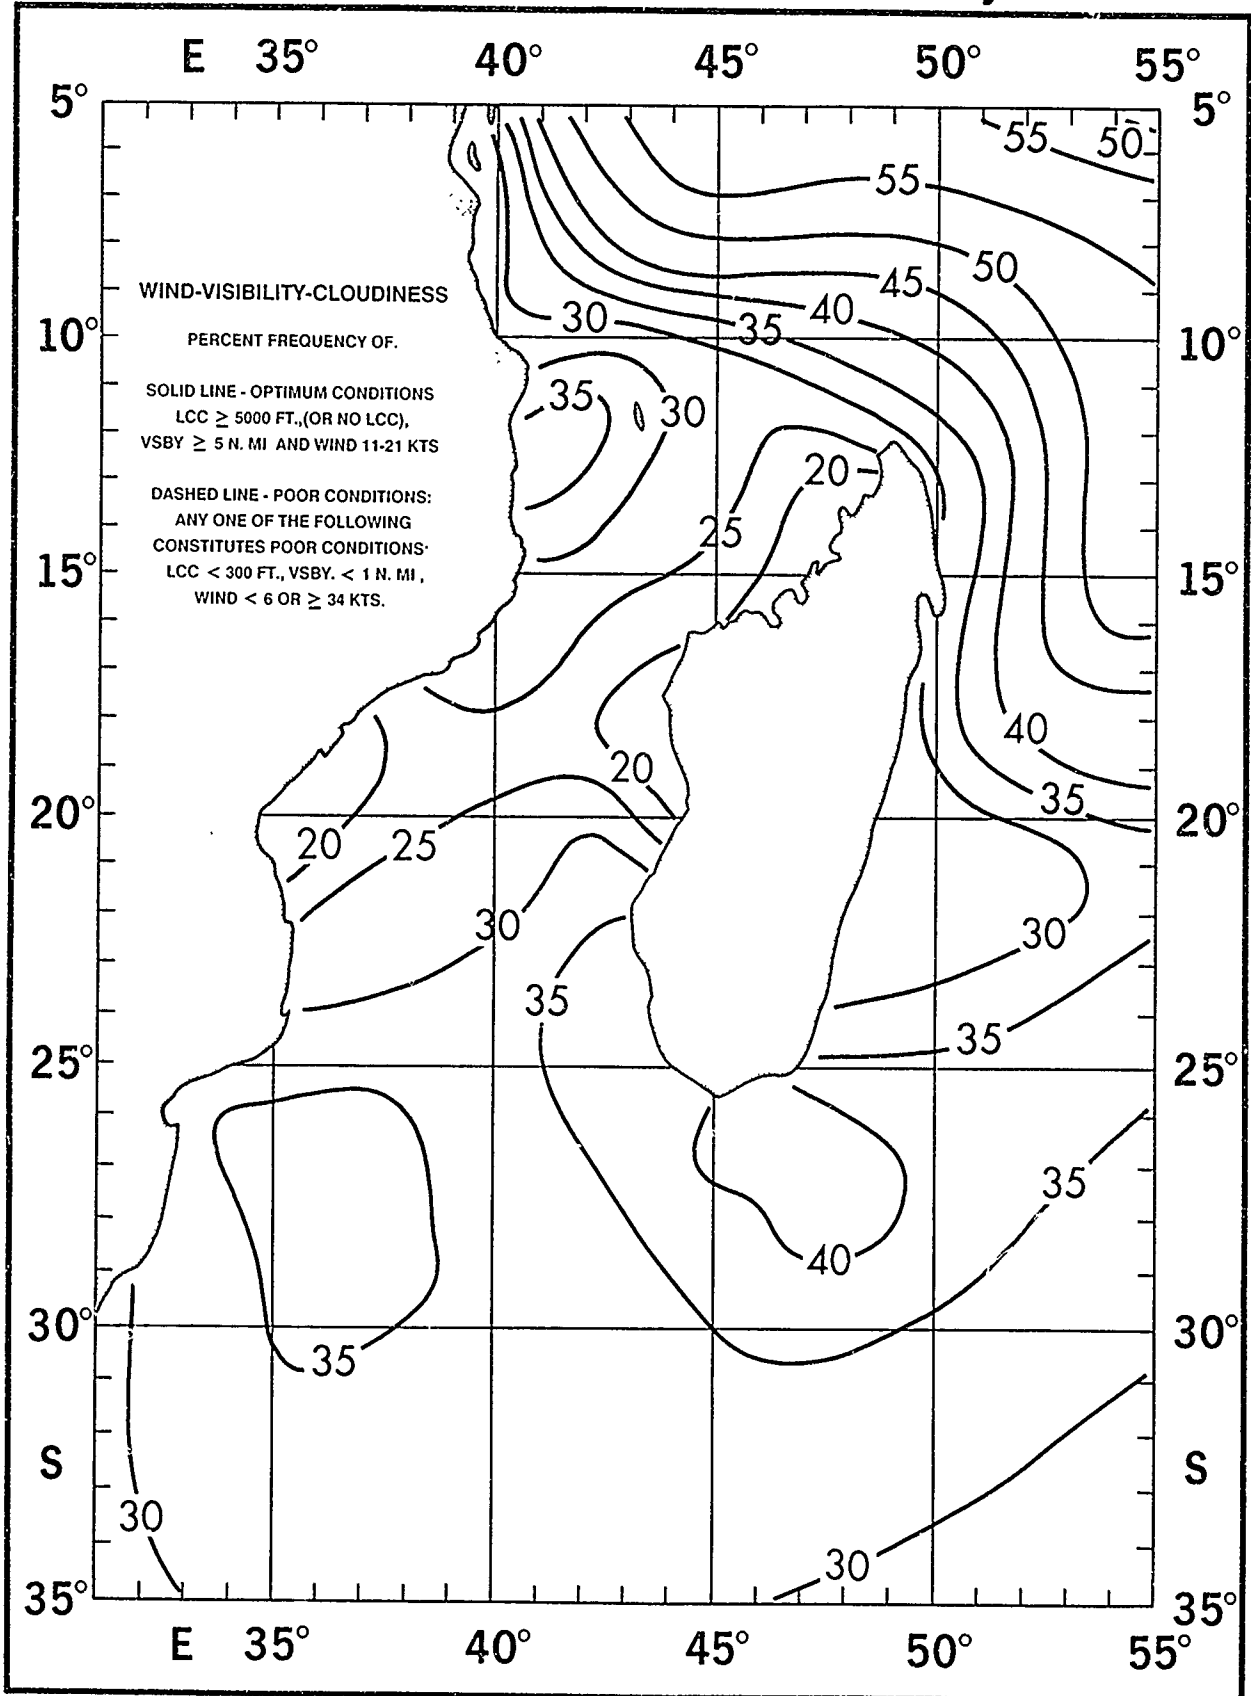 E 35° 40° 45° 50° 55°
5° 5°
55 50
55
50
45
WIND-VISIBILITY-CLOUDINESS
30 35 40
PERCENT FREQUENCY OF.
10° 10°
SOLID LINE - OPTIMUM CONDITIONS
LCC ≥ 5000 FT.,(OR NO LCC),
VSBY ≥ 5 N. MI AND WIND 11-21 KTS
35 30
20
DASHED LINE - POOR CONDITIONS:
ANY ONE OF THE FOLLOWING
CONSTITUTES POOR CONDITIONS·
LCC < 300 FT., VSBY. < 1 N. MI ,
WIND < 6 OR ≥ 34 KTS.
25
15° 15°
40
20
35
20° 20°
20 25
30 30
35 35
25° 25°
35
40
30° 30°
35
S S
30 30
35° 35°
E 35° 40° 45° 50° 55°